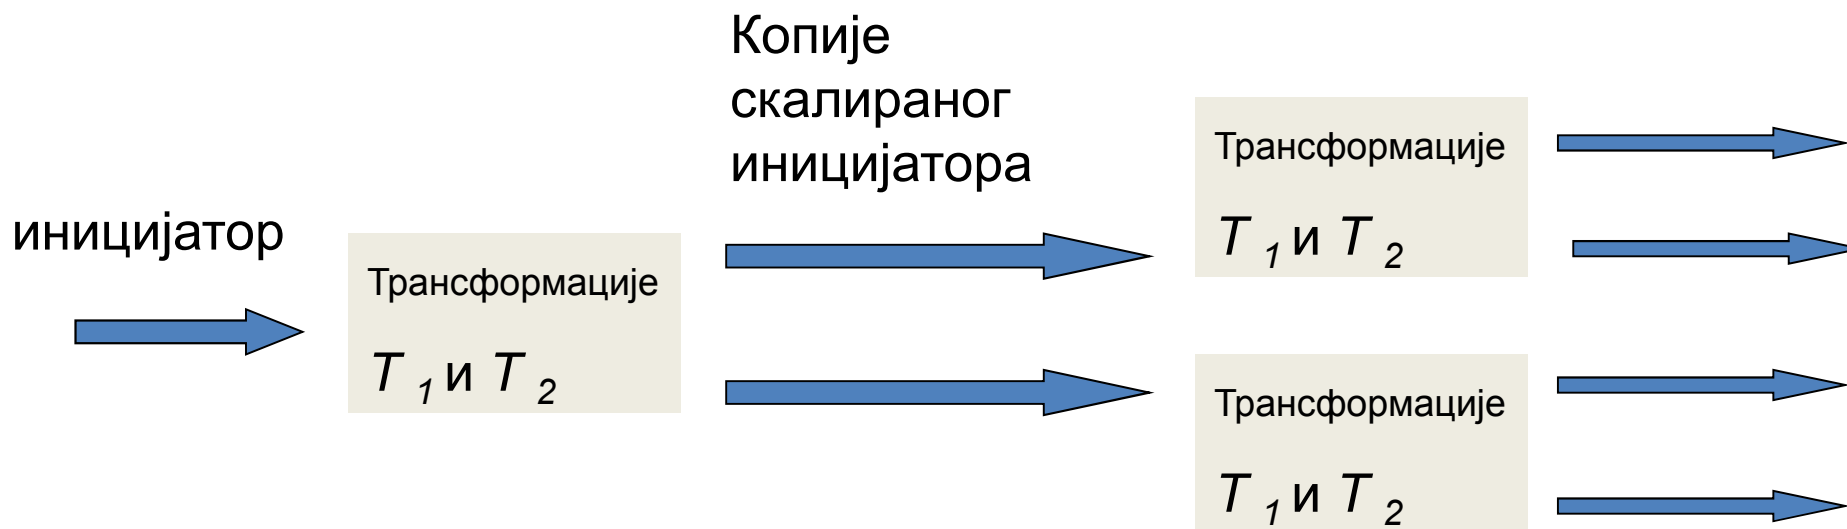 иницијатор
Трансформације
T 1 и T 2
Копије
скалираног
иницијатора
Трансформације
T 1 и T 2
Трансформације
T 1 и T 2